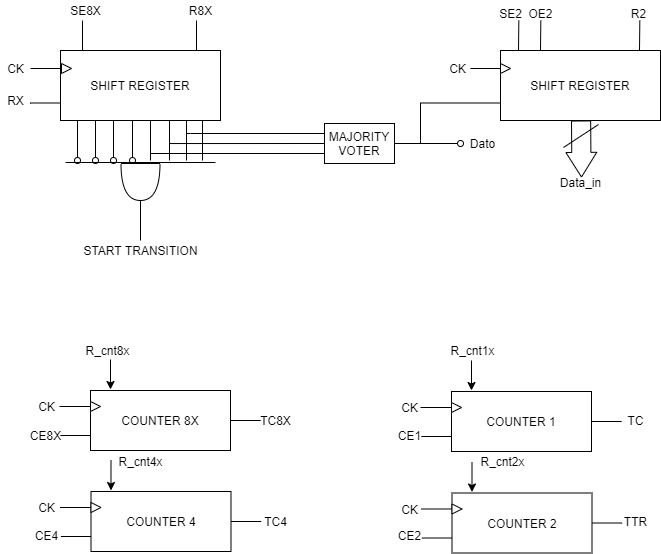 SE8X
R8X
SE2
OE2
R2
CK
SHIFT REGISTER
RX
CK
SHIFT REGISTER
MAJORITY
VOTER
Dato
Data_in
START TRANSITION
R_cnt8x
CK
COUNTER 8X
TC8X
CE8X
R_cnt1x
CK
COUNTER 1
TC
CE1
R_cnt4x
CK
COUNTER 4
TC4
CE4
R_cnt2x
CK
COUNTER 2
TTR
CE2